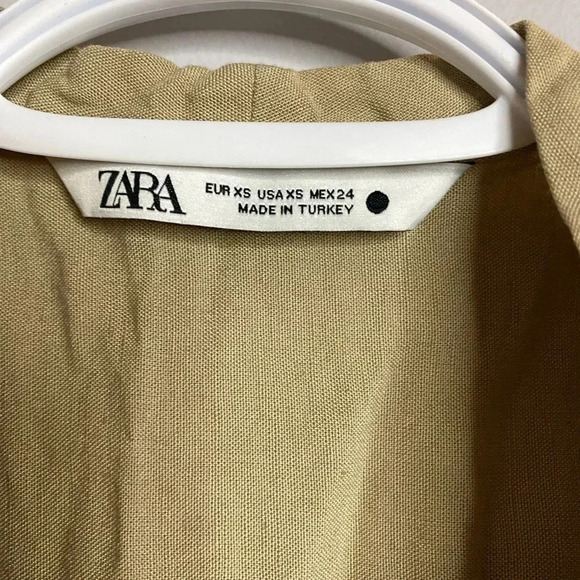 ZARA
EUR XS USA XS MEX 24
MADE IN TURKEY